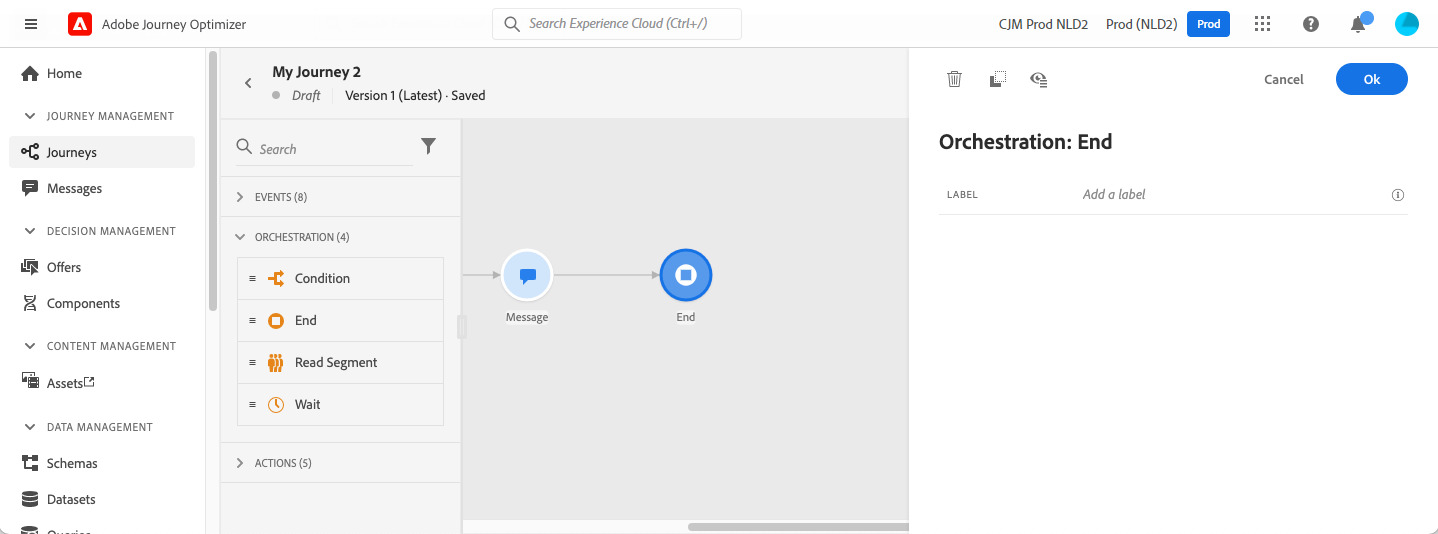 Adobe Journey Optimizer
Search Experience Cloud (Ctrl+/)
CJM Prod NLD2
Prod (NLD2)
Prod
Home
JOURNEY MANAGEMENT
Journeys
Messages
DECISION MANAGEMENT
Offers
Components
CONTENT MANAGEMENT
Assets
DATA MANAGEMENT
Schemas
Datasets
My Journey 2
Draft
Version 1 (Latest) · Saved
Search
EVENTS (8)
ORCHESTRATION (4)
Condition
End
Read Segment
Wait
ACTIONS (5)
Message
End
Cancel
Ok
Orchestration: End
LABEL
Add a label